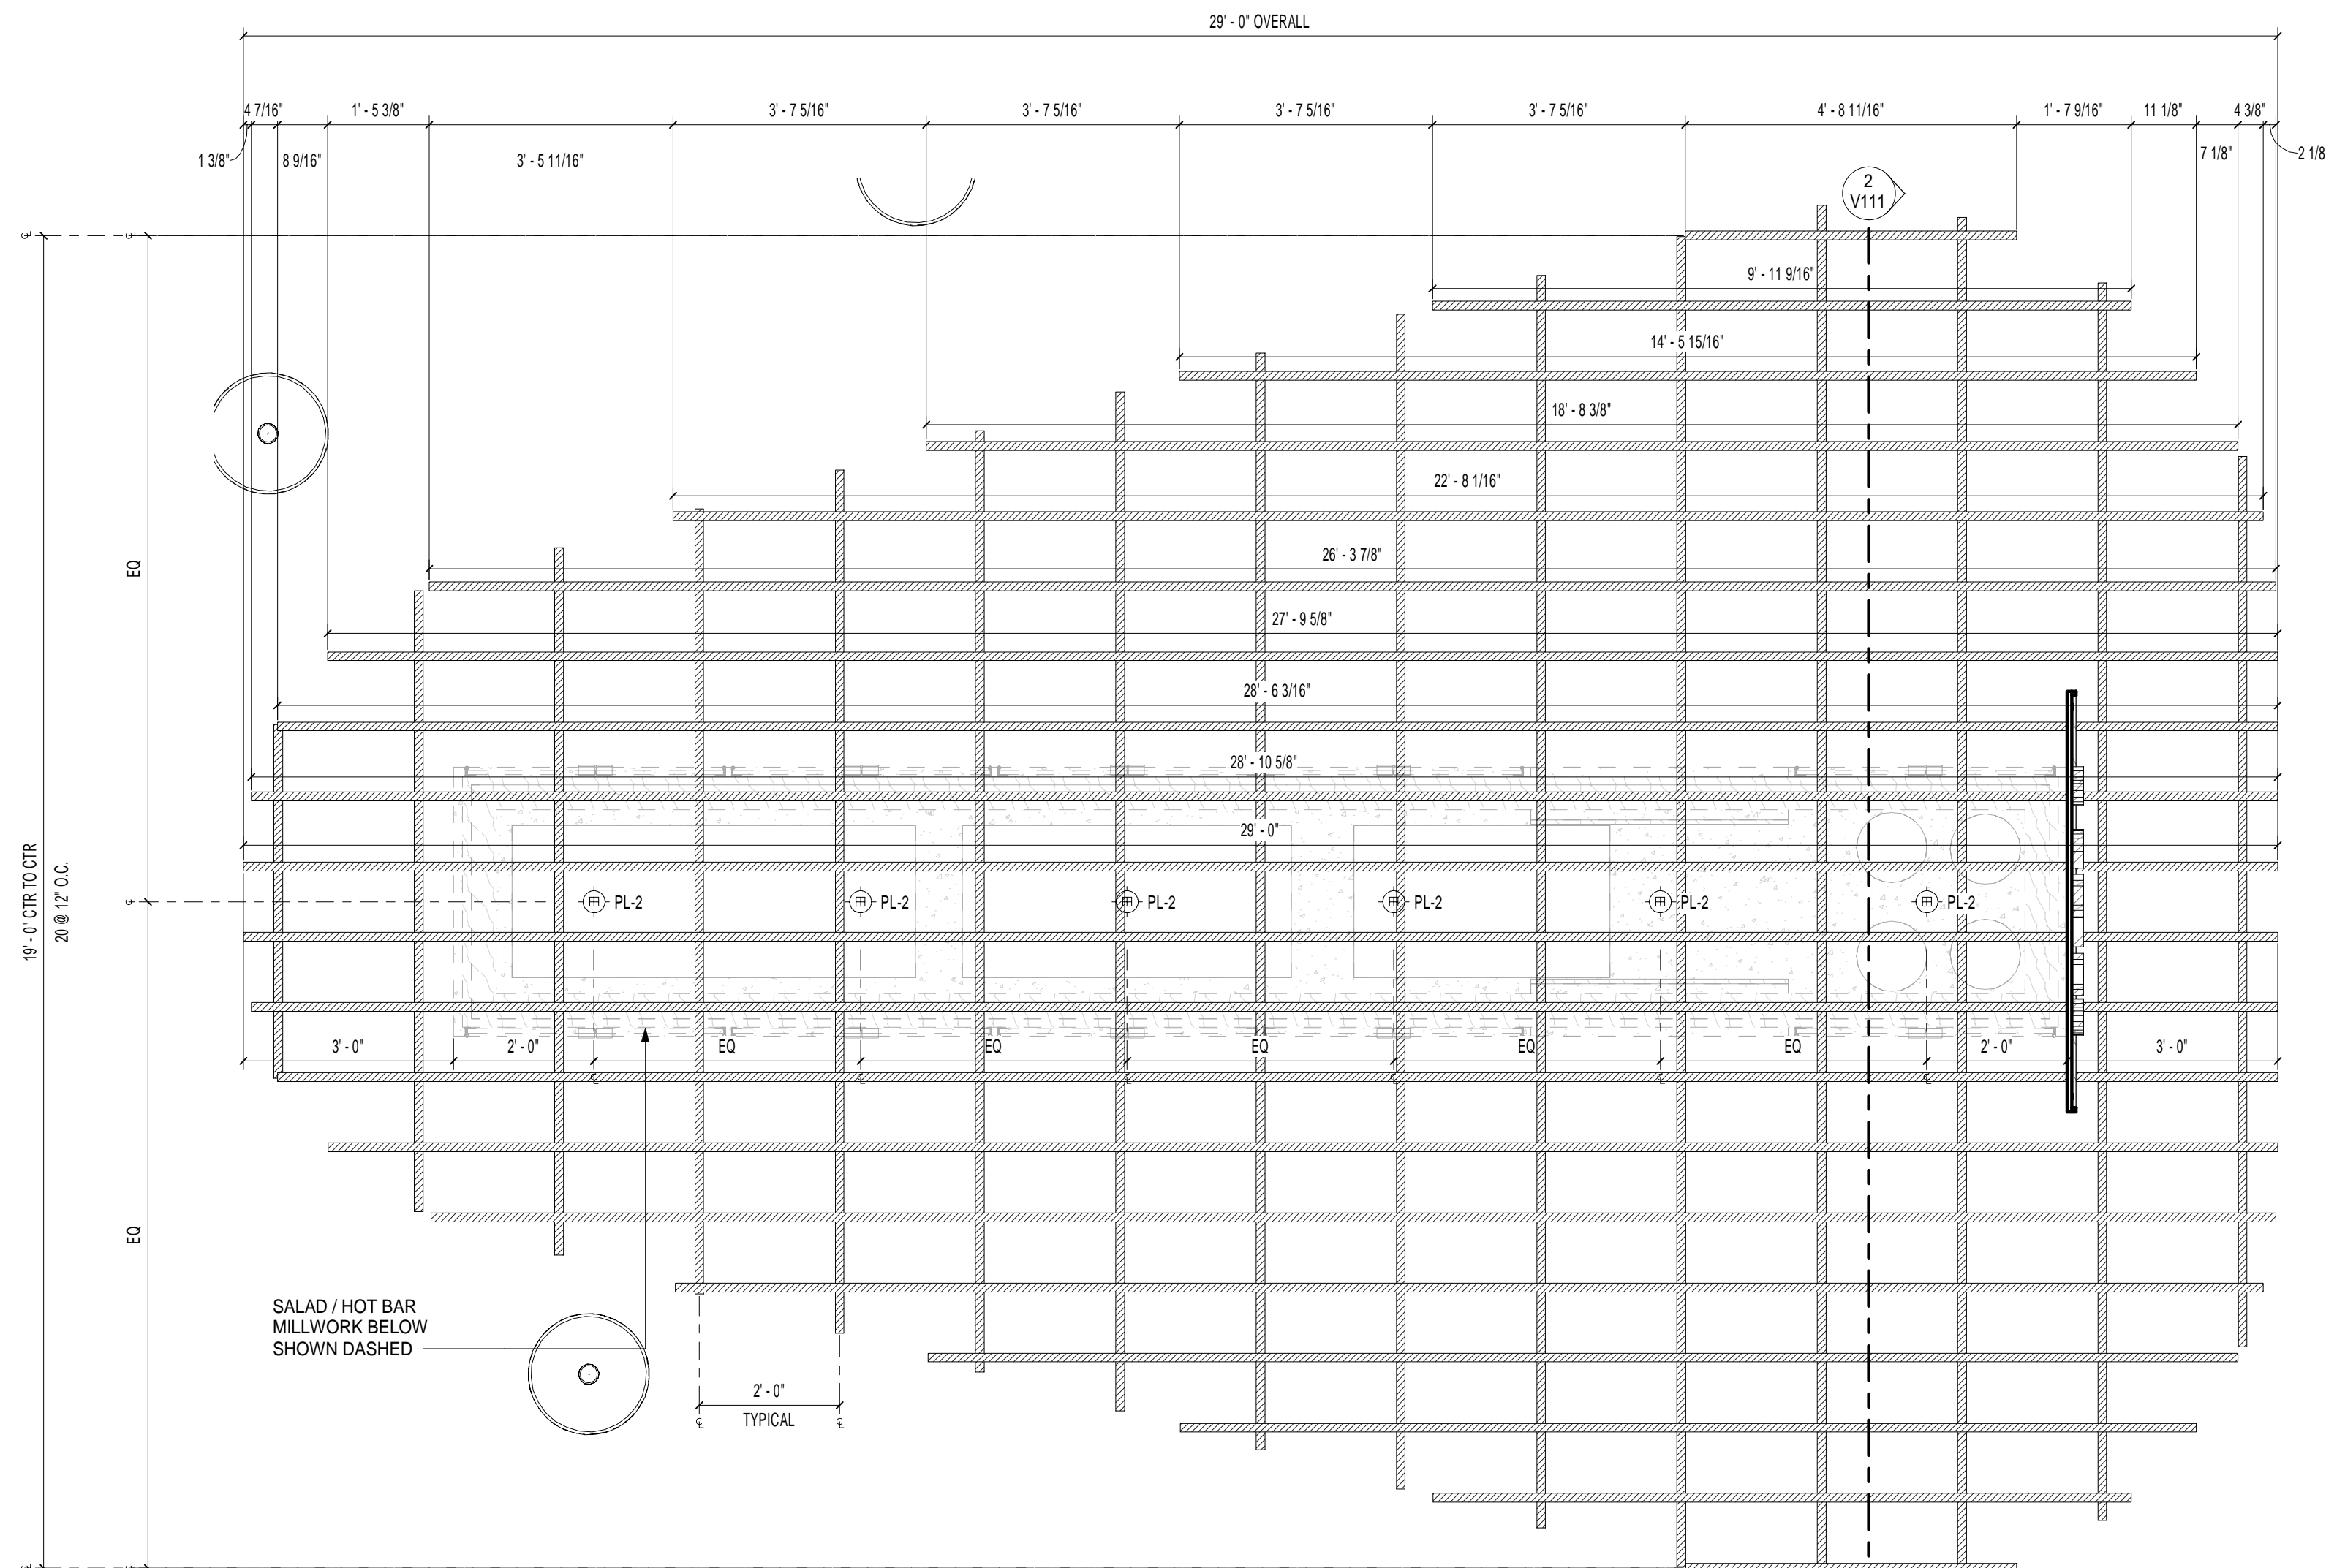 29' - 0" OVERALL
4 7/16"
1' - 5 3/8"
3' - 7 5/16"
3' - 7 5/16"
3' - 7 5/16"
3' - 7 5/16"
4' - 8 11/16"
1' - 7 9/16"
11 1/8"
4 3/8"
1 3/8"
8 9/16"
3' - 5 11/16"
7 1/8"
2 1/8
2
V111
9' - 11 9/16"
14' - 5 15/16"
18' - 8 3/8"
22' - 8 1/16"
26' - 3 7/8"
EQ
27' - 9 5/8"
28' - 6 3/16"
28' - 10 5/8"
29' - 0"
19' - 0" CTR TO CTR
20 @ 12" O.C.
PL-2
PL-2
PL-2
PL-2
PL-2
PL-2
3' - 0"
2' - 0"
EQ
EQ
EQ
EQ
EQ
2' - 0"
3' - 0"
EQ
SALAD / HOT BAR
MILLWORK BELOW
SHOWN DASHED
2' - 0"
TYPICAL